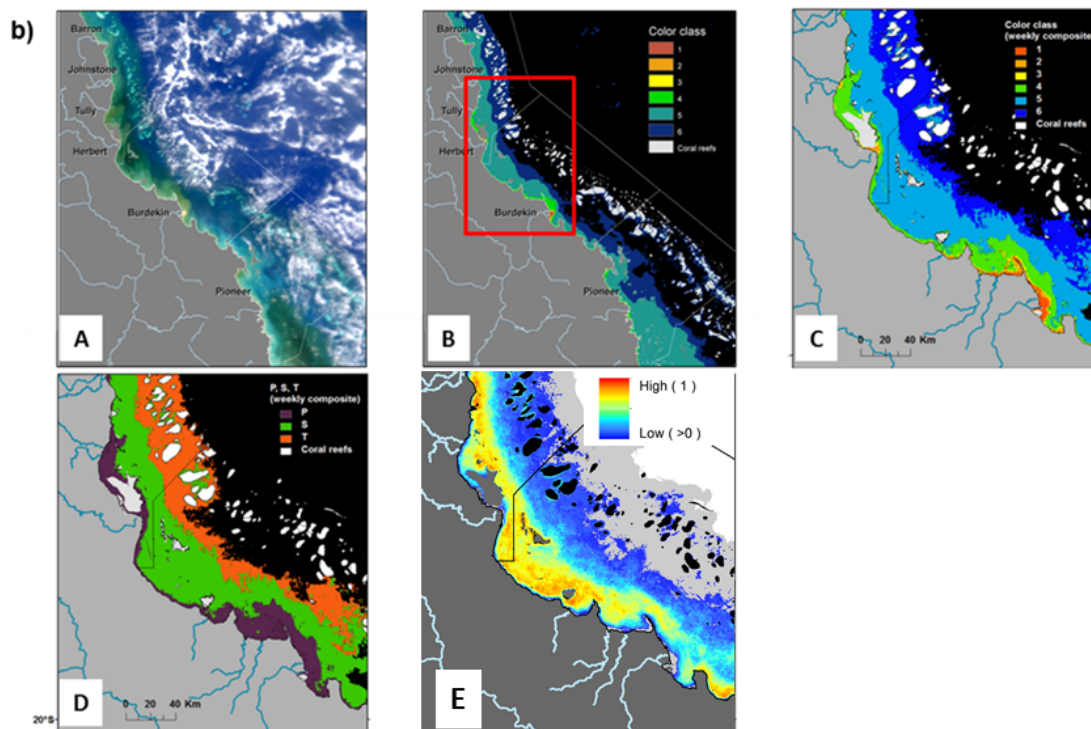 b)
Barron
Johnstone
Tully
Herbert
Burdekin
Pioneer
A
Barron
Johnstone
Tully
Herbert
Burdekin
Pioneer
Color class
1
2
3
4
5
6
Coral reefs
B
Color class
(weekly composite)
1
2
3
4
5
6
Coral reefs
0 20 40 Km
C
P, S, T
(weekly composite)
P
S
T
Coral reefs
0 20 40 Km
20°S
D
High ( 1 )
Low ( >0 )
E